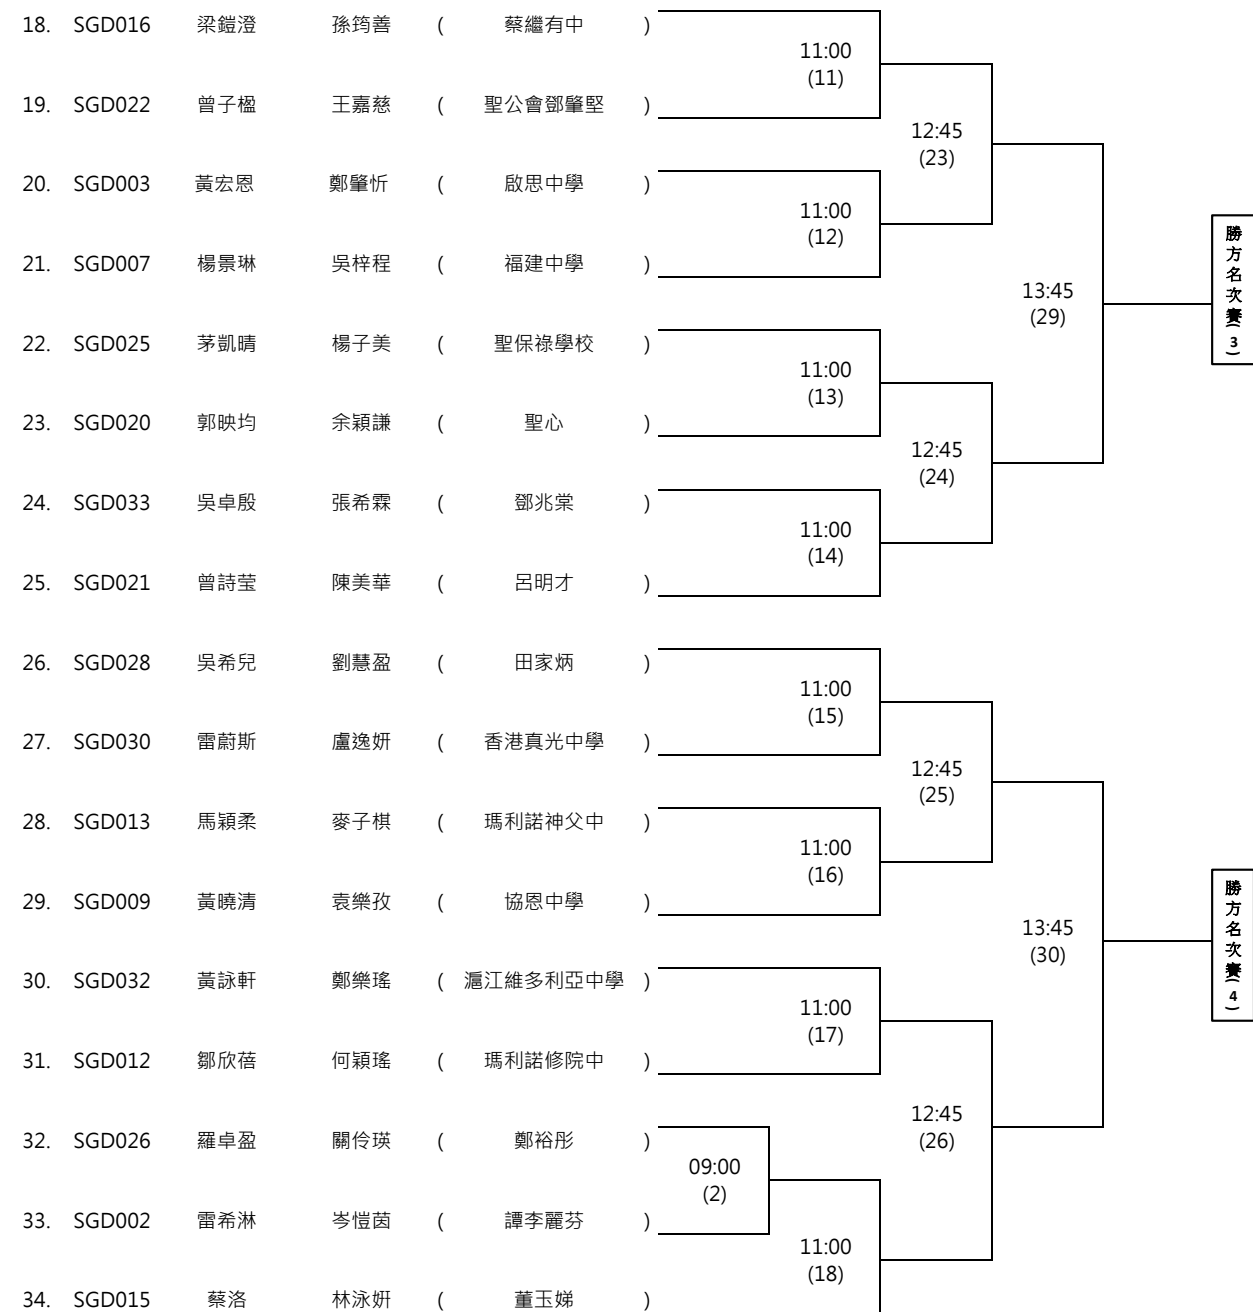 18. SGD016 梁鎧澄 孫筠善 ( 蔡繼有中 )
11:00
(11)
19. SGD022 曾子楹 王嘉慈 ( 聖公會鄧肇堅 )
12:45
(23)
20. SGD003 黃宏恩 鄭肇忻 ( 啟思中學 )
11:00
(12)
21. SGD007 楊景琳 吳梓程 ( 福建中學 )
13:45
(29)
勝方名次賽(3)
22. SGD025 茅凱晴 楊子美 ( 聖保祿學校 )
11:00
(13)
23. SGD020 郭映均 余穎謙 ( 聖心 )
12:45
(24)
24. SGD033 吳卓殷 張希霖 ( 鄧兆棠 )
11:00
(14)
25. SGD021 曾詩莹 陳美華 ( 呂明才 )
26. SGD028 吳希兒 劉慧盈 ( 田家炳 )
11:00
(15)
27. SGD030 雷蔚斯 盧逸妍 ( 香港真光中學 )
12:45
(25)
28. SGD013 馬穎柔 麥子棋 ( 瑪利諾神父中 )
11:00
(16)
29. SGD009 黃曉清 袁樂孜 ( 協恩中學 )
13:45
(30)
勝方名次賽(4)
30. SGD032 黃詠軒 鄭樂瑤 ( 滬江維多利亞中學 )
11:00
(17)
31. SGD012 鄒欣蓓 何穎瑤 ( 瑪利諾修院中 )
12:45
(26)
32. SGD026 羅卓盈 關伶瑛 ( 鄭裕彤 )
09:00
(2)
33. SGD002 雷希淋 岑愷茵 ( 譚李麗芬 )
11:00
(18)
34. SGD015 蔡洛 林泳妍 ( 董玉娣 )